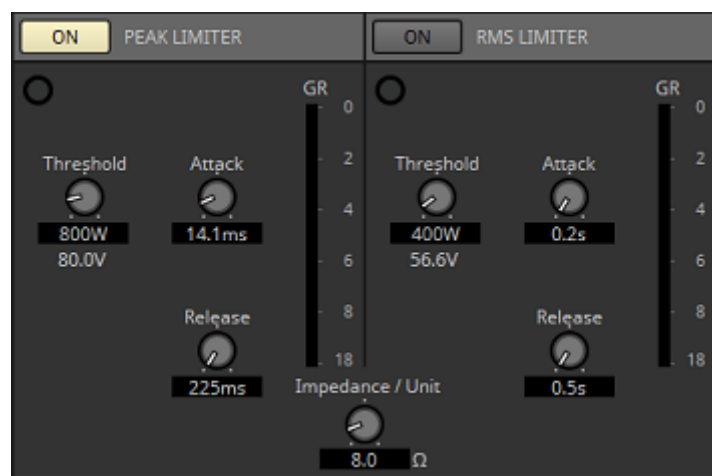 ON PEAK LIMITER
GR
0
2
4
6
8
18
Threshold
800W
80.0V
Attack
14.1ms
Release
225ms
ON RMS LIMITER
GR
0
2
4
6
8
18
Threshold
400W
56.6V
Attack
0.2s
Release
0.5s
Impedance / Unit
8.0 Ω